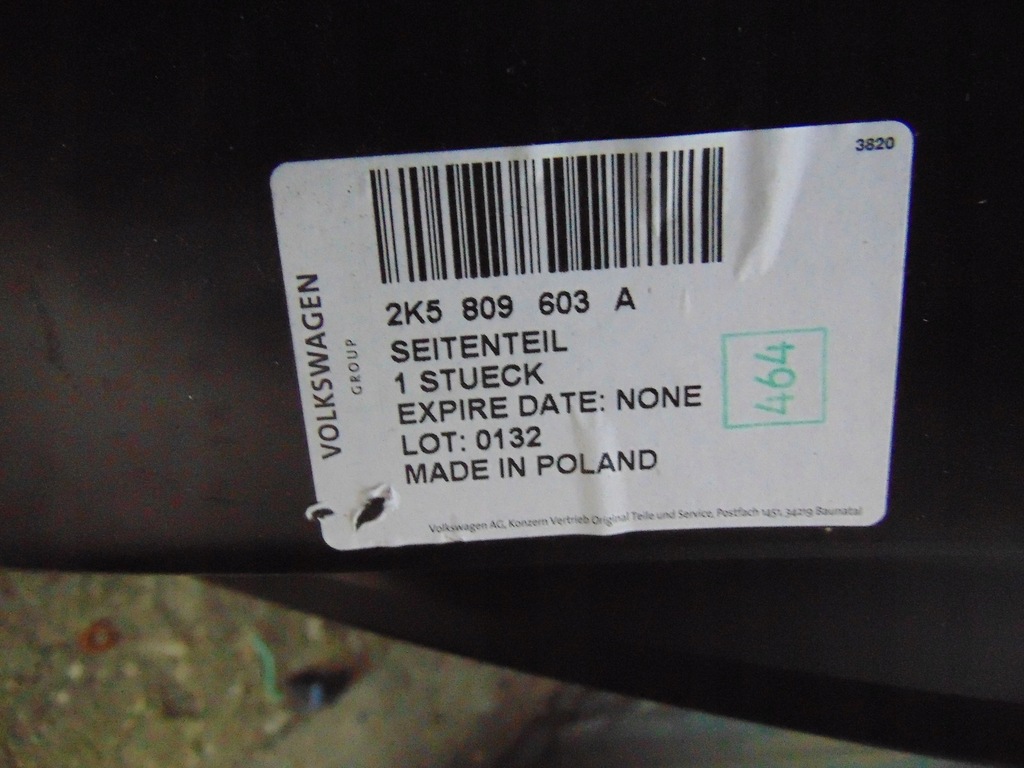 3820
2K5 809 603 A
SEITENTEIL
1 STUECK
EXPIRE DATE: NONE
LOT: 0132
MADE IN POLAND
VOLKSWAGEN
GROUP
464
Volkswagen AG, Konzern Vertrieb Original Teile und Service, Postfach 1451, 34219 Baunatal